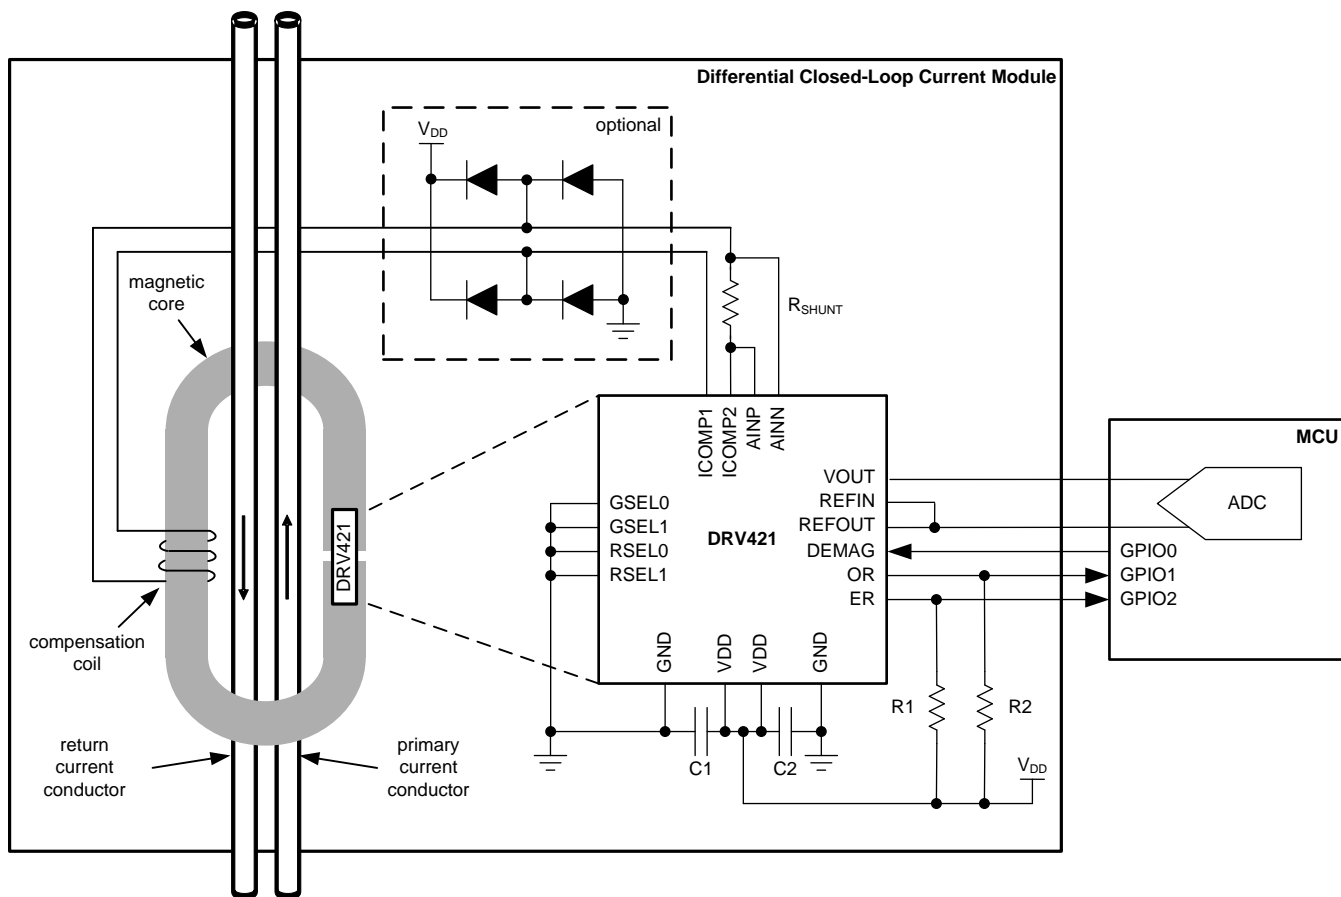 Differential Closed-Loop Current Module
optional
VDD
magnetic
core
RSHUNT
ICOMP1
ICOMP2
AINP
AINN
MCU
VOUT
REFIN
REFOUT
DEMAG
OR
ER
ADC
GPIO0
GPIO1
GPIO2
GSEL0
GSEL1
RSEL0
RSEL1
DRV421
DRV421
compensation
coil
GND
VDD
VDD
GND
R1
R2
C1
C2
VDD
return
current
conductor
primary
current
conductor